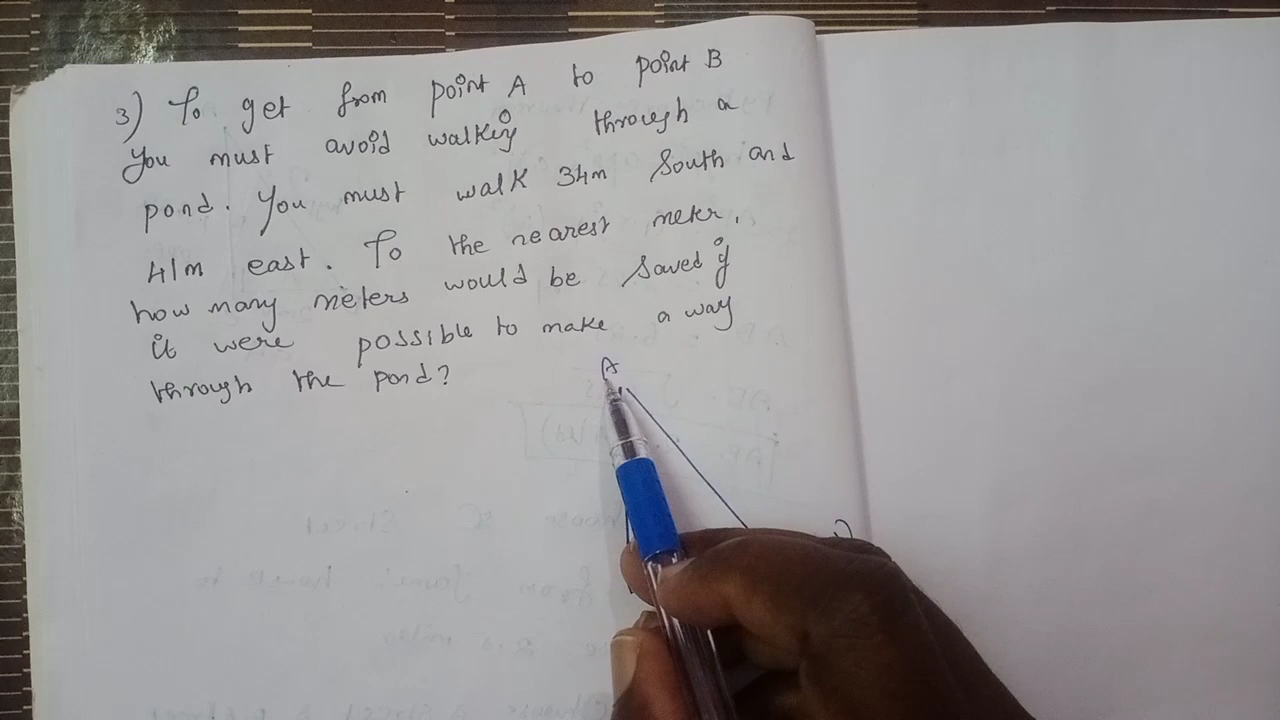 3) To get from point A to point B
you must avoid walking through a
pond. You must walk 34m South and
41m east. To the nearest meter,
how many meters would be saved if
it were possible to make a way
through the pond?
A